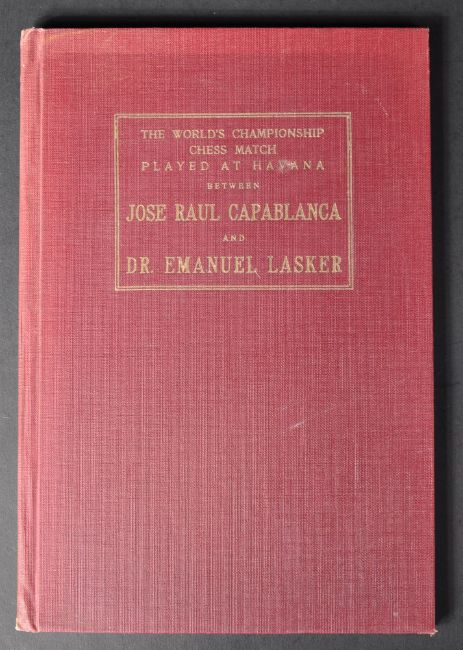 THE WORLD'S CHAMPIONSHIP
CHESS MATCH
PLAYED AT HAVANA
BETWEEN
JOSE RAUL CAPABLANCA
AND
DR. EMANUEL LASKER